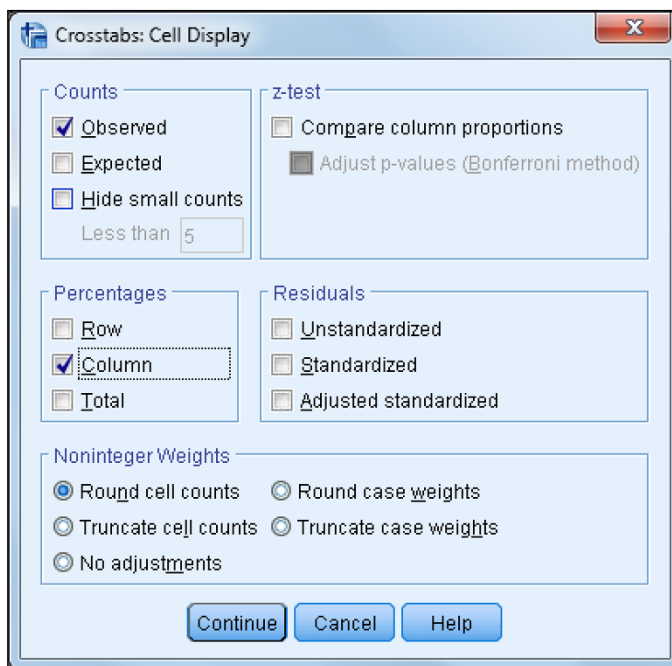 Crosstabs: Cell Display
Counts
Observed
Expected
Hide small counts
Less than 5
z-test
Compare column proportions
Adjust p-values (Bonferroni method)
Percentages
Row
Column
Total
Residuals
Unstandardized
Standardized
Adjusted standardized
Noninteger Weights
Round cell counts
Round case weights
Truncate cell counts
Truncate case weights
No adjustments
Continue
Cancel
Help